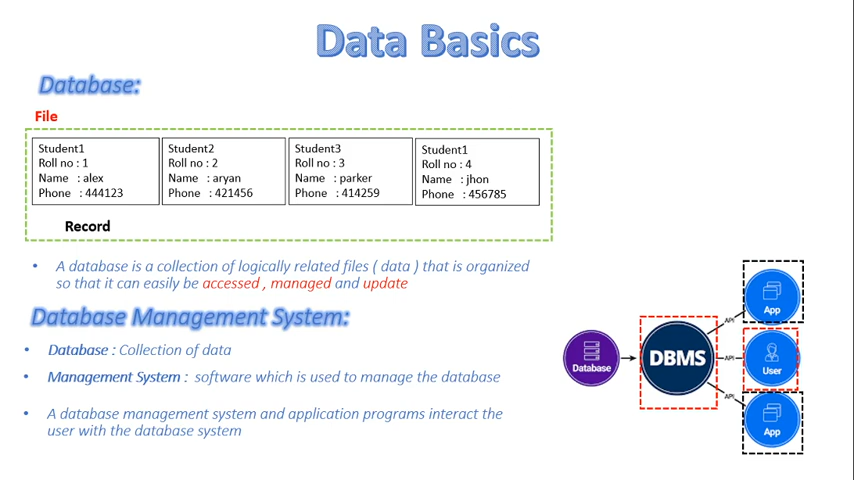 Data Basics
Database:
File
Student1
Roll no : 1
Name : alex
Phone : 444123
Student2
Roll no : 2
Name : aryan
Phone : 421456
Student3
Roll no : 3
Name : parker
Phone : 414259
Student1
Roll no : 4
Name : jhon
Phone : 456785
Record
• A database is a collection of logically related files ( data ) that is organized
so that it can easily be accessed , managed and update
Database Management System:
• Database : Collection of data
• Management System : software which is used to manage the database
• A database management system and application programs interact the
user with the database system
Database
DBMS
API
App
API
User
API
App